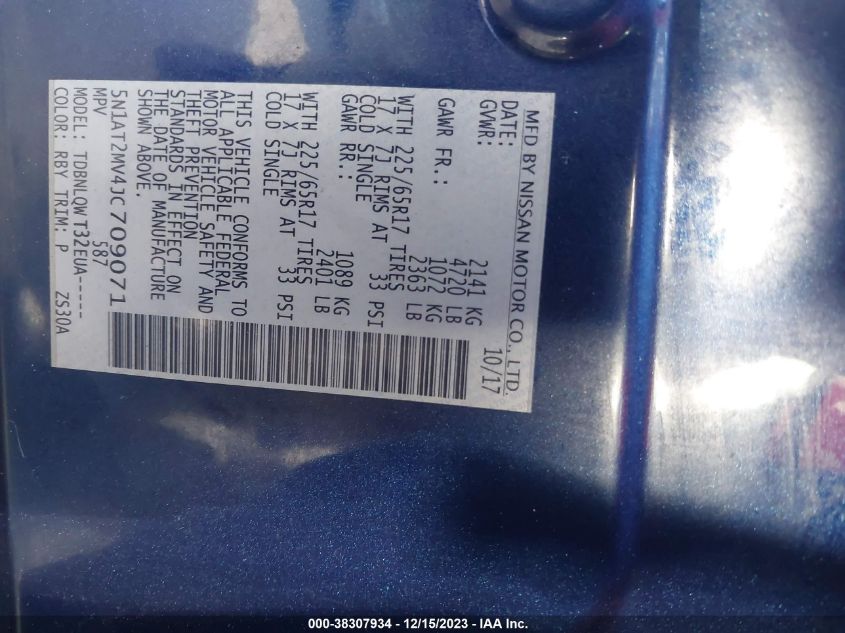 MFD BY NISSAN MOTOR CO., LTD.
DATE: 10/17
GVWR: 2141 KG
4720 LB
GAWR FR.: 1072 KG
2363 LB
WITH 225/65R17 TIRES
17 X 7J RIMS AT 33 PSI
COLD SINGLE
GAWR RR.: 1089 KG
2401 LB
WITH 225/65R17 TIRES
17 X 7J RIMS AT 33 PSI
COLD SINGLE
THIS VEHICLE CONFORMS TO
ALL APPLICABLE FEDERAL
MOTOR VEHICLE SAFETY AND
THEFT PREVENTION
STANDARDS IN EFFECT ON
THE DATE OF MANUFACTURE
SHOWN ABOVE.
5N1AT2MV4JC709071
MPV 587
MODEL: TDBNLQWT32EUA-----
COLOR: RBY TRIM: P ZS30A
000-38307934 - 12/15/2023 - IAA Inc.